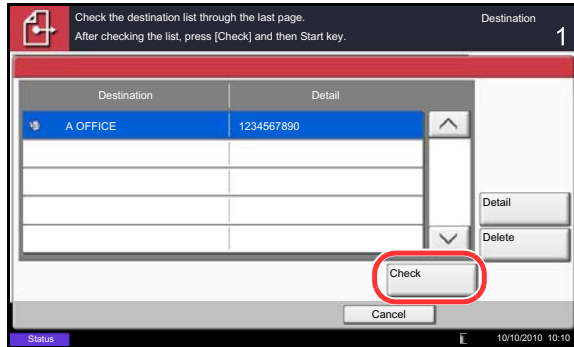 Check the destination list through the last page.
After checking the list, press [Check] and then Start key.
Destination
1
Destination Detail
A OFFICE 1234567890
Detail
Delete
Check
Cancel
Status 10/10/2010 10:10